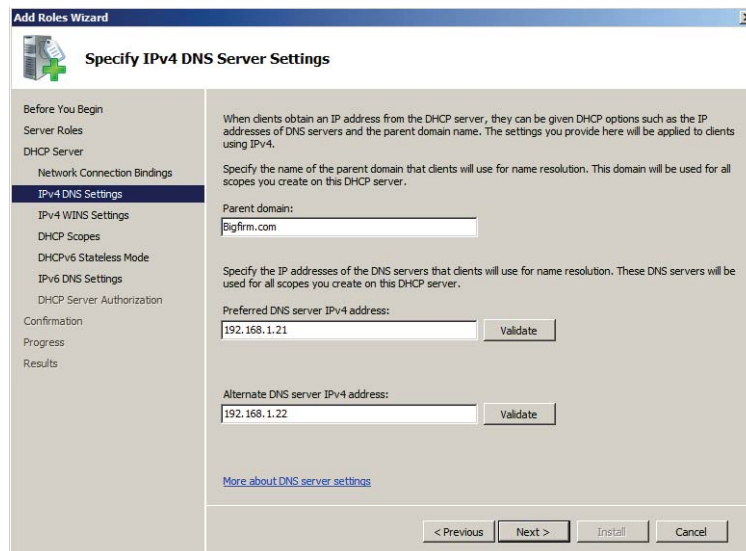 Add Roles Wizard
Specify IPv4 DNS Server Settings
Before You Begin
Server Roles
DHCP Server
Network Connection Bindings
IPv4 DNS Settings
IPv4 WINS Settings
DHCP Scopes
DHCPv6 Stateless Mode
IPv6 DNS Settings
DHCP Server Authorization
Confirmation
Progress
Results
When clients obtain an IP address from the DHCP server, they can be given DHCP options such as the IP
addresses of DNS servers and the parent domain name. The settings you provide here will be applied to clients
using IPv4.
Specify the name of the parent domain that clients will use for name resolution. This domain will be used for all
scopes you create on this DHCP server.
Parent domain:
Bigfirm.com
Specify the IP addresses of the DNS servers that clients will use for name resolution. These DNS servers will be
used for all scopes you create on this DHCP server.
Preferred DNS server IPv4 address:
192.168.1.21
Validate
Alternate DNS server IPv4 address:
192.168.1.22
Validate
More about DNS server settings
< Previous
Next >
Install
Cancel